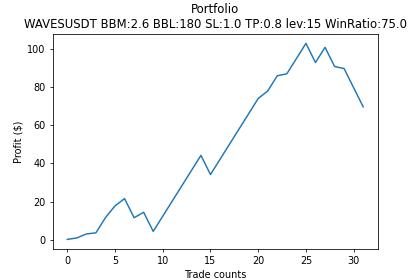 Portfolio
WAVESUSDT BBM:2.6 BBL:180 SL:1.0 TP:0.8 lev:15 WinRatio:75.0
100
80
60
40
20
0
Profit ($)
0 5 10 15 20 25 30
Trade counts